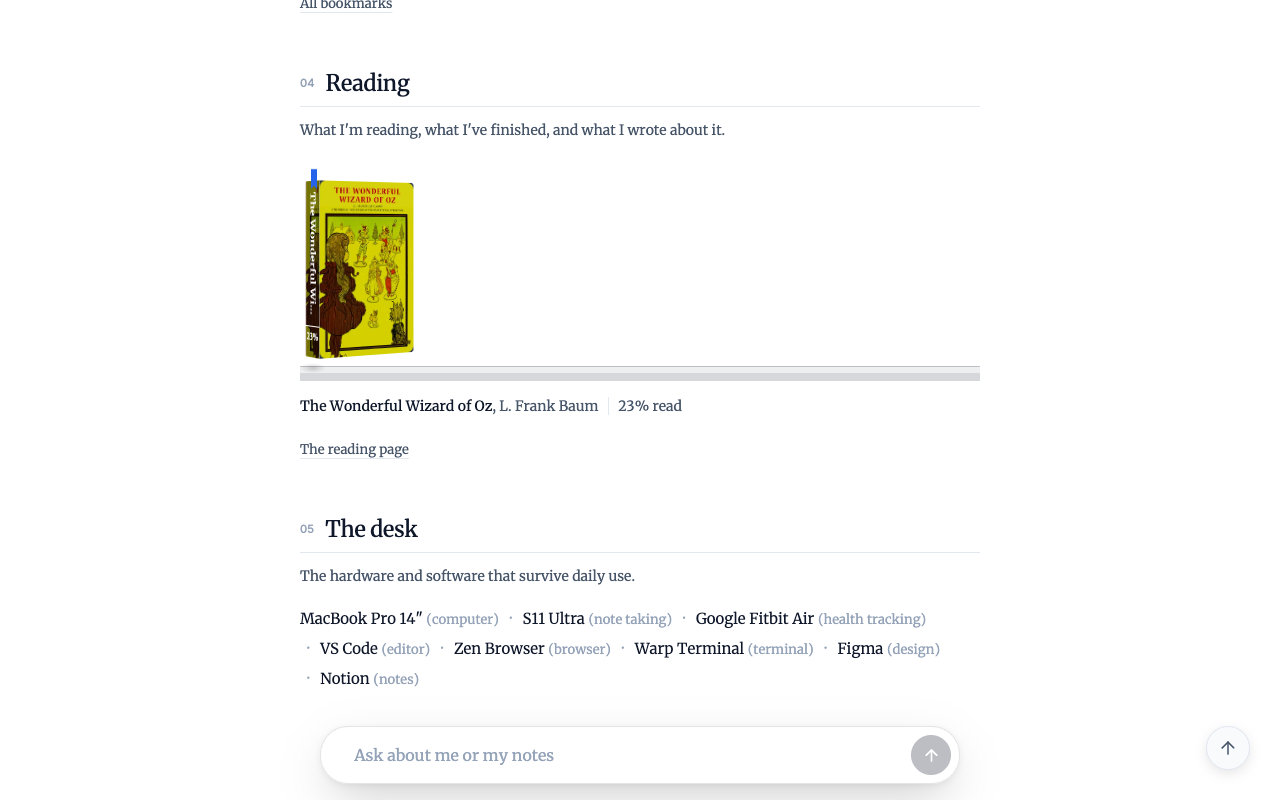 All bookmarks
04 Reading
What I'm reading, what I've finished, and what I wrote about it.
THE WONDERFUL
WIZARD OF OZ
The Wonderful Wi...
23%
The Wonderful Wizard of Oz, L. Frank Baum
23% read
The reading page
05 The desk
The hardware and software that survive daily use.
MacBook Pro 14" (computer) · S11 Ultra (note taking) · Google Fitbit Air (health tracking)
· VS Code (editor) · Zen Browser (browser) · Warp Terminal (terminal) · Figma (design)
· Notion (notes)
Ask about me or my notes